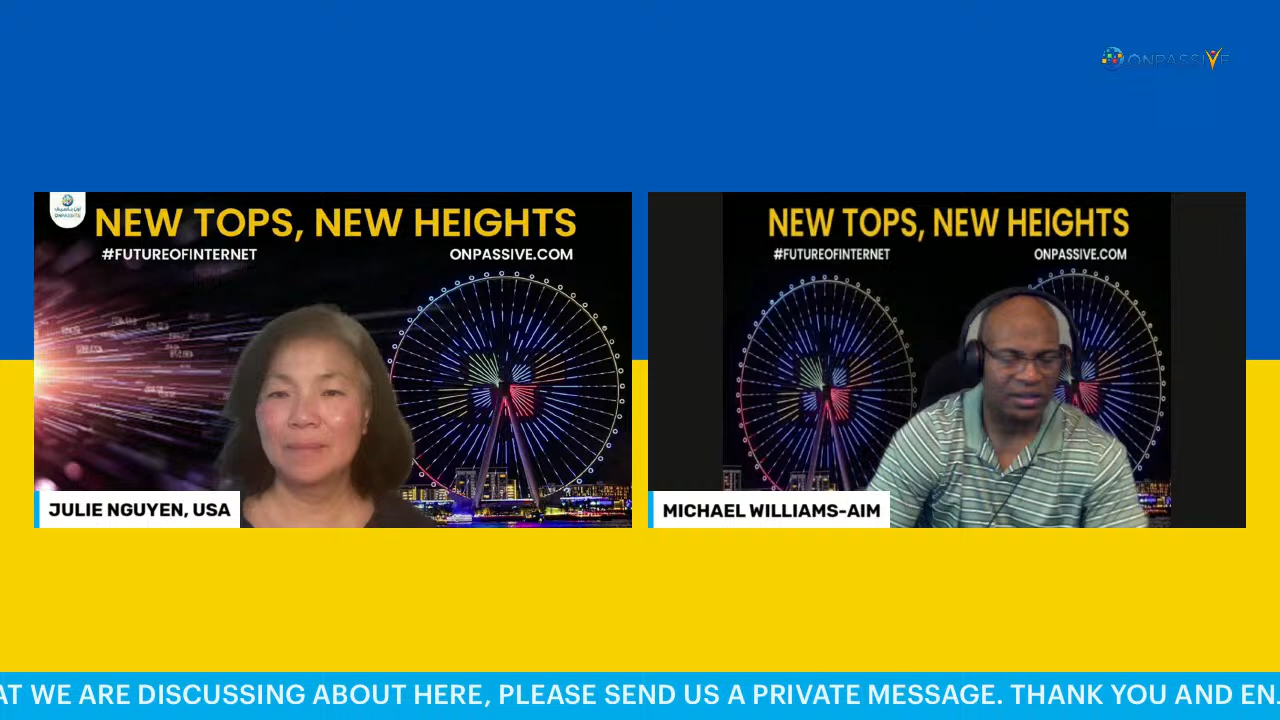 ONPASSIVE
NEW TOPS, NEW HEIGHTS
#FUTUREOFINTERNET
ONPASSIVE.COM
JULIE NGUYEN, USA
NEW TOPS, NEW HEIGHTS
#FUTUREOFINTERNET
ONPASSIVE.COM
MICHAEL WILLIAMS-AIM
AT WE ARE DISCUSSING ABOUT HERE, PLEASE SEND US A PRIVATE MESSAGE. THANK YOU AND EN